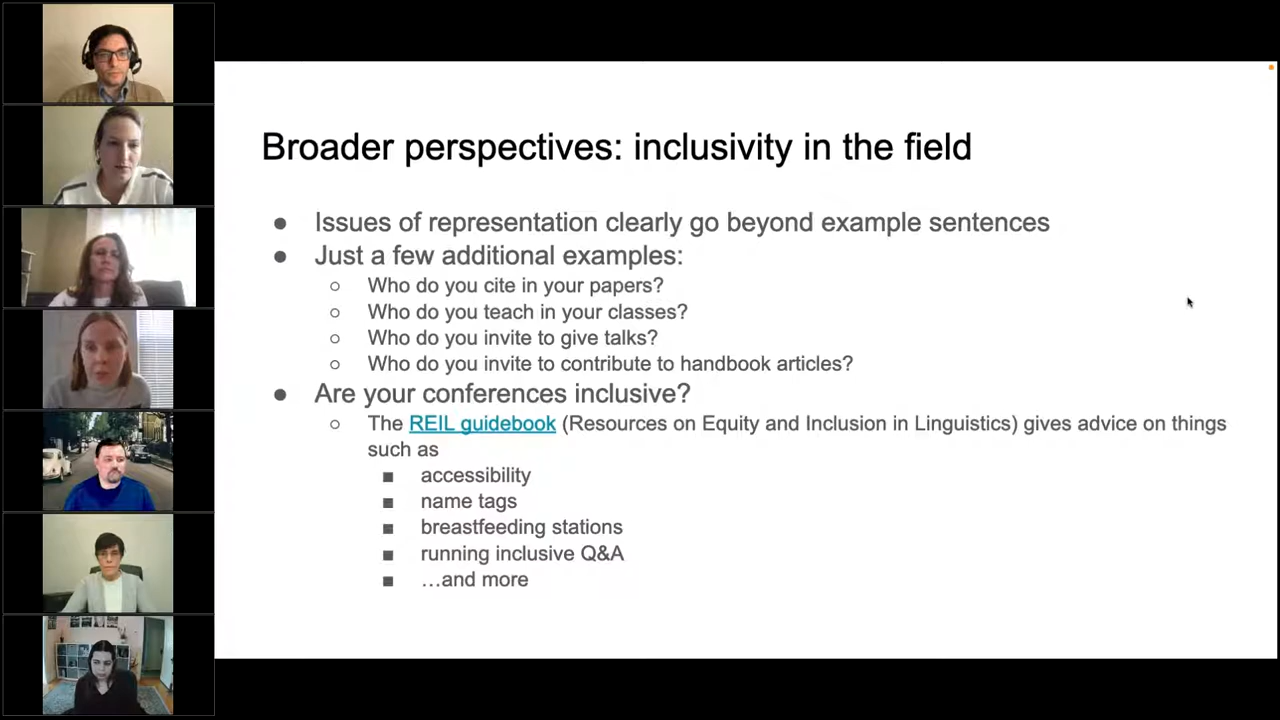 Broader perspectives: inclusivity in the field
● Issues of representation clearly go beyond example sentences
● Just a few additional examples:
○ Who do you cite in your papers?
○ Who do you teach in your classes?
○ Who do you invite to give talks?
○ Who do you invite to contribute to handbook articles?
● Are your conferences inclusive?
○ The REIL guidebook (Resources on Equity and Inclusion in Linguistics) gives advice on things
such as
■ accessibility
■ name tags
■ breastfeeding stations
■ running inclusive Q&A
■ …and more